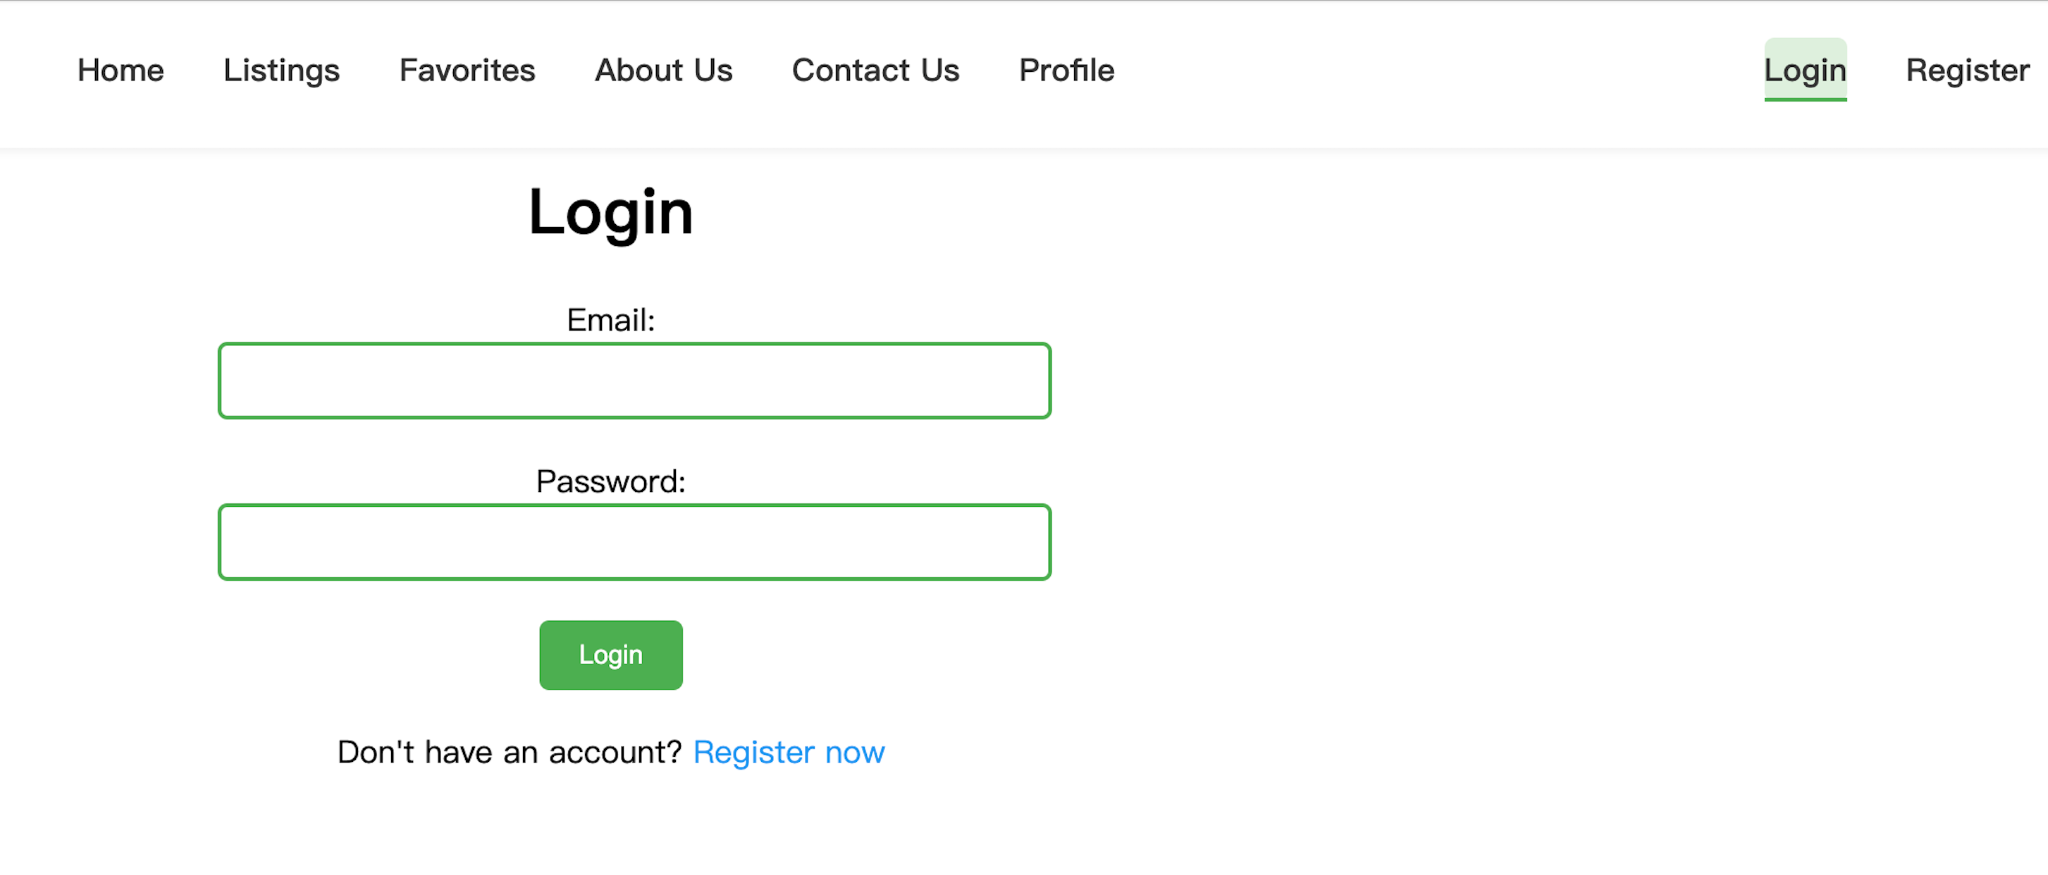 Home Listings Favorites About Us Contact Us Profile Login Register
Login
Email:
Password:
Login
Don't have an account? Register now